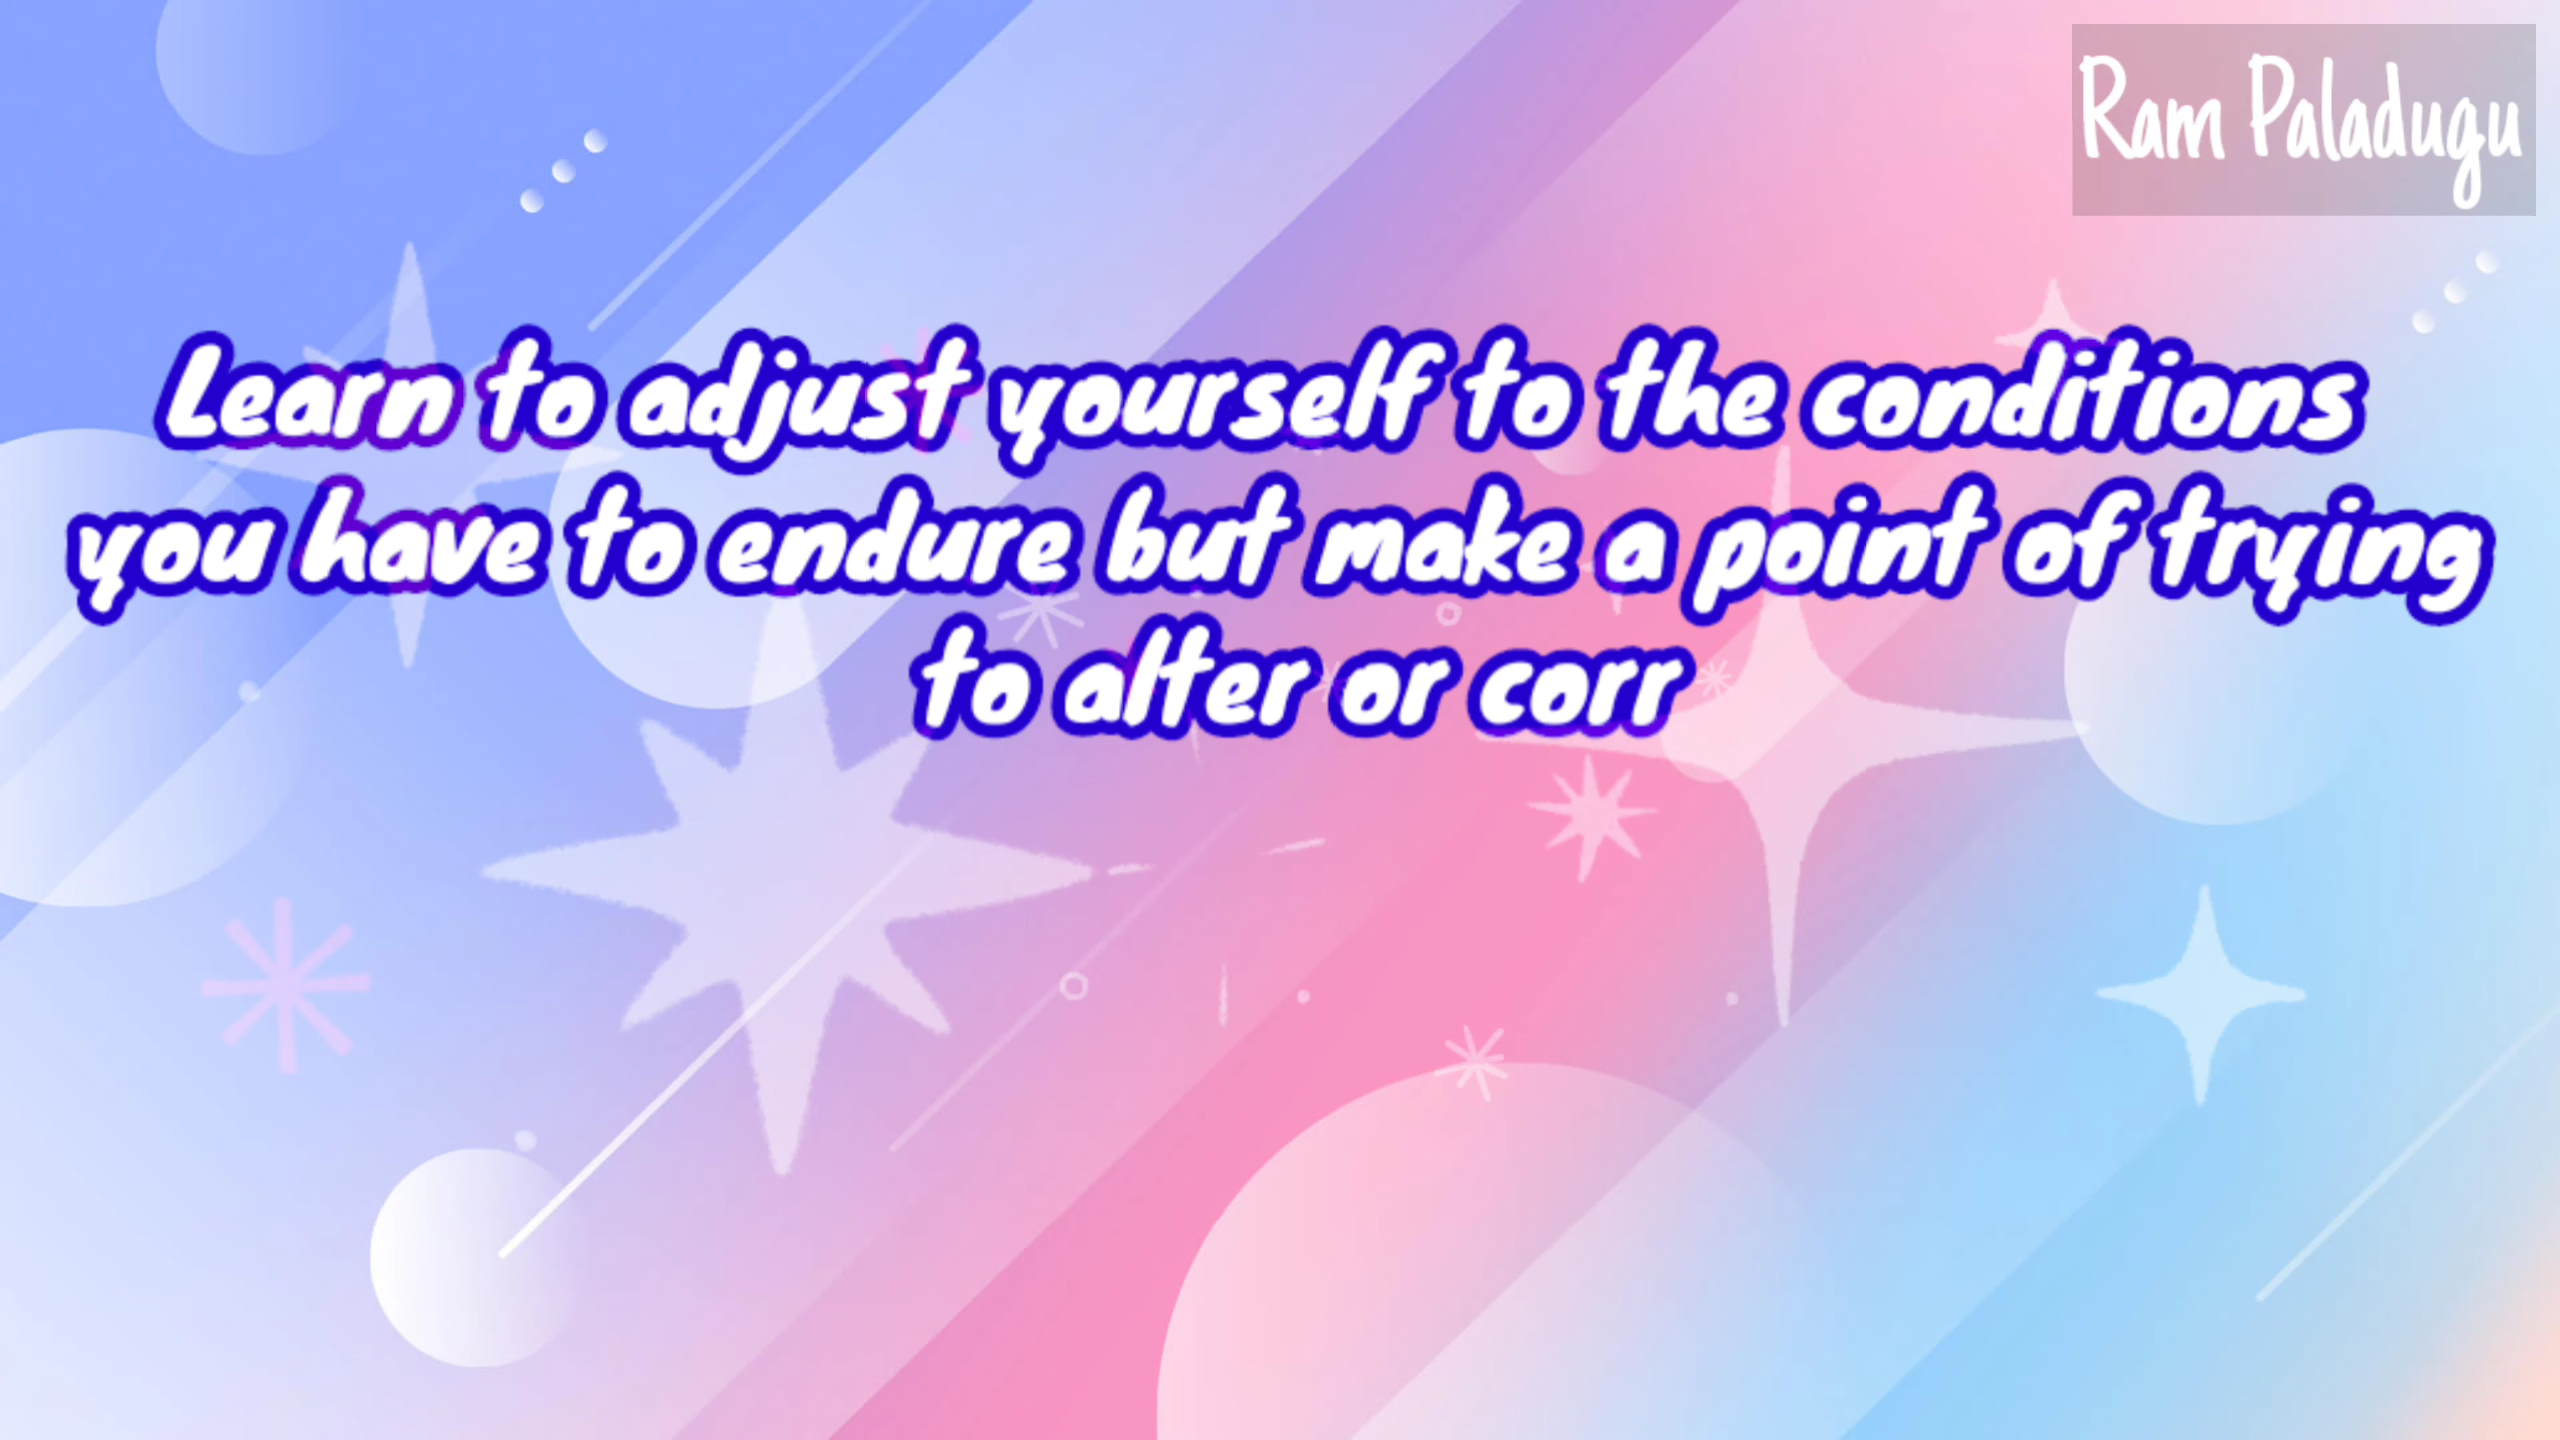 Ram Paladugu
Learn to adjust yourself to the conditions
you have to endure but make a point of trying
to alter or corr